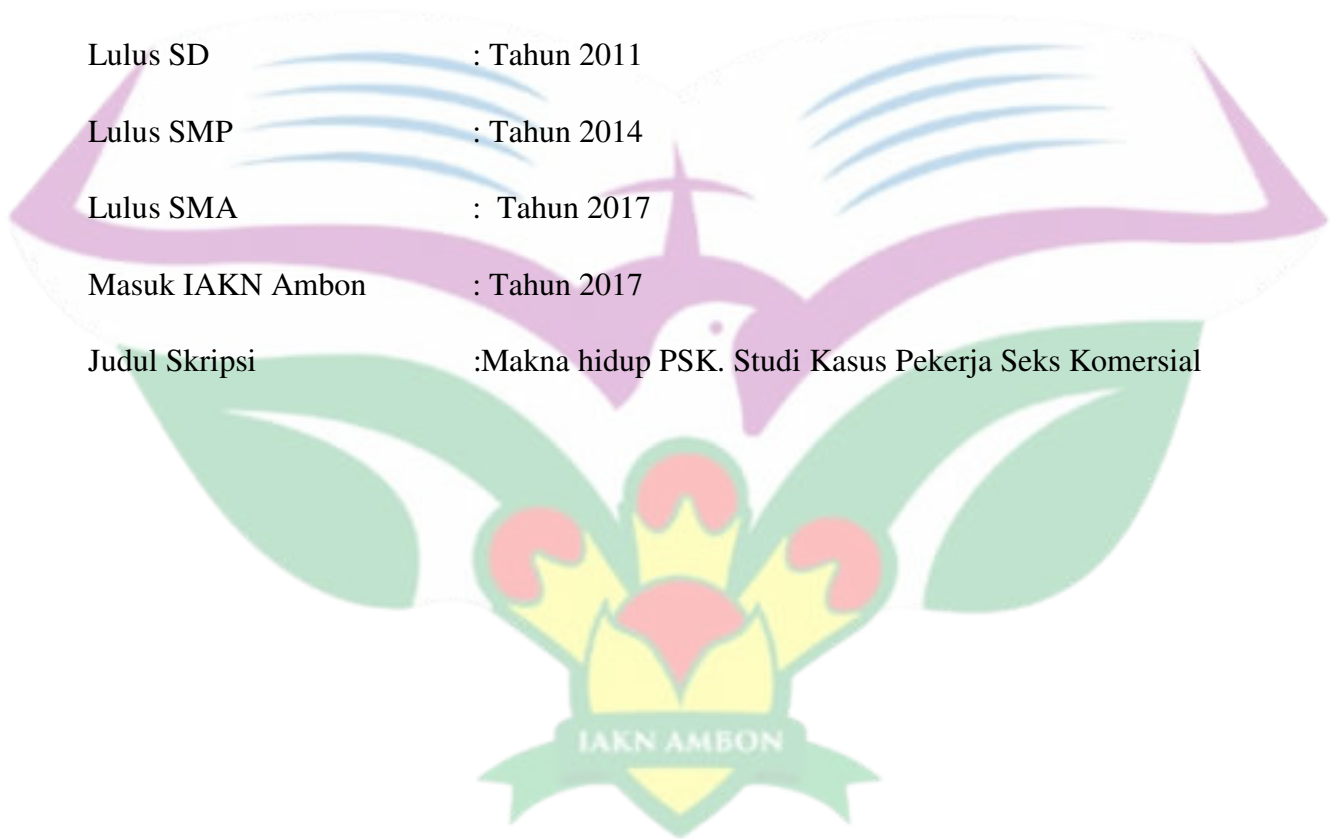 Lulus SD : Tahun 2011
Lulus SMP : Tahun 2014
Lulus SMA : Tahun 2017
Masuk IAKN Ambon : Tahun 2017
Judul Skripsi :Makna hidup PSK. Studi Kasus Pekerja Seks Komersial
IAKN AMBON